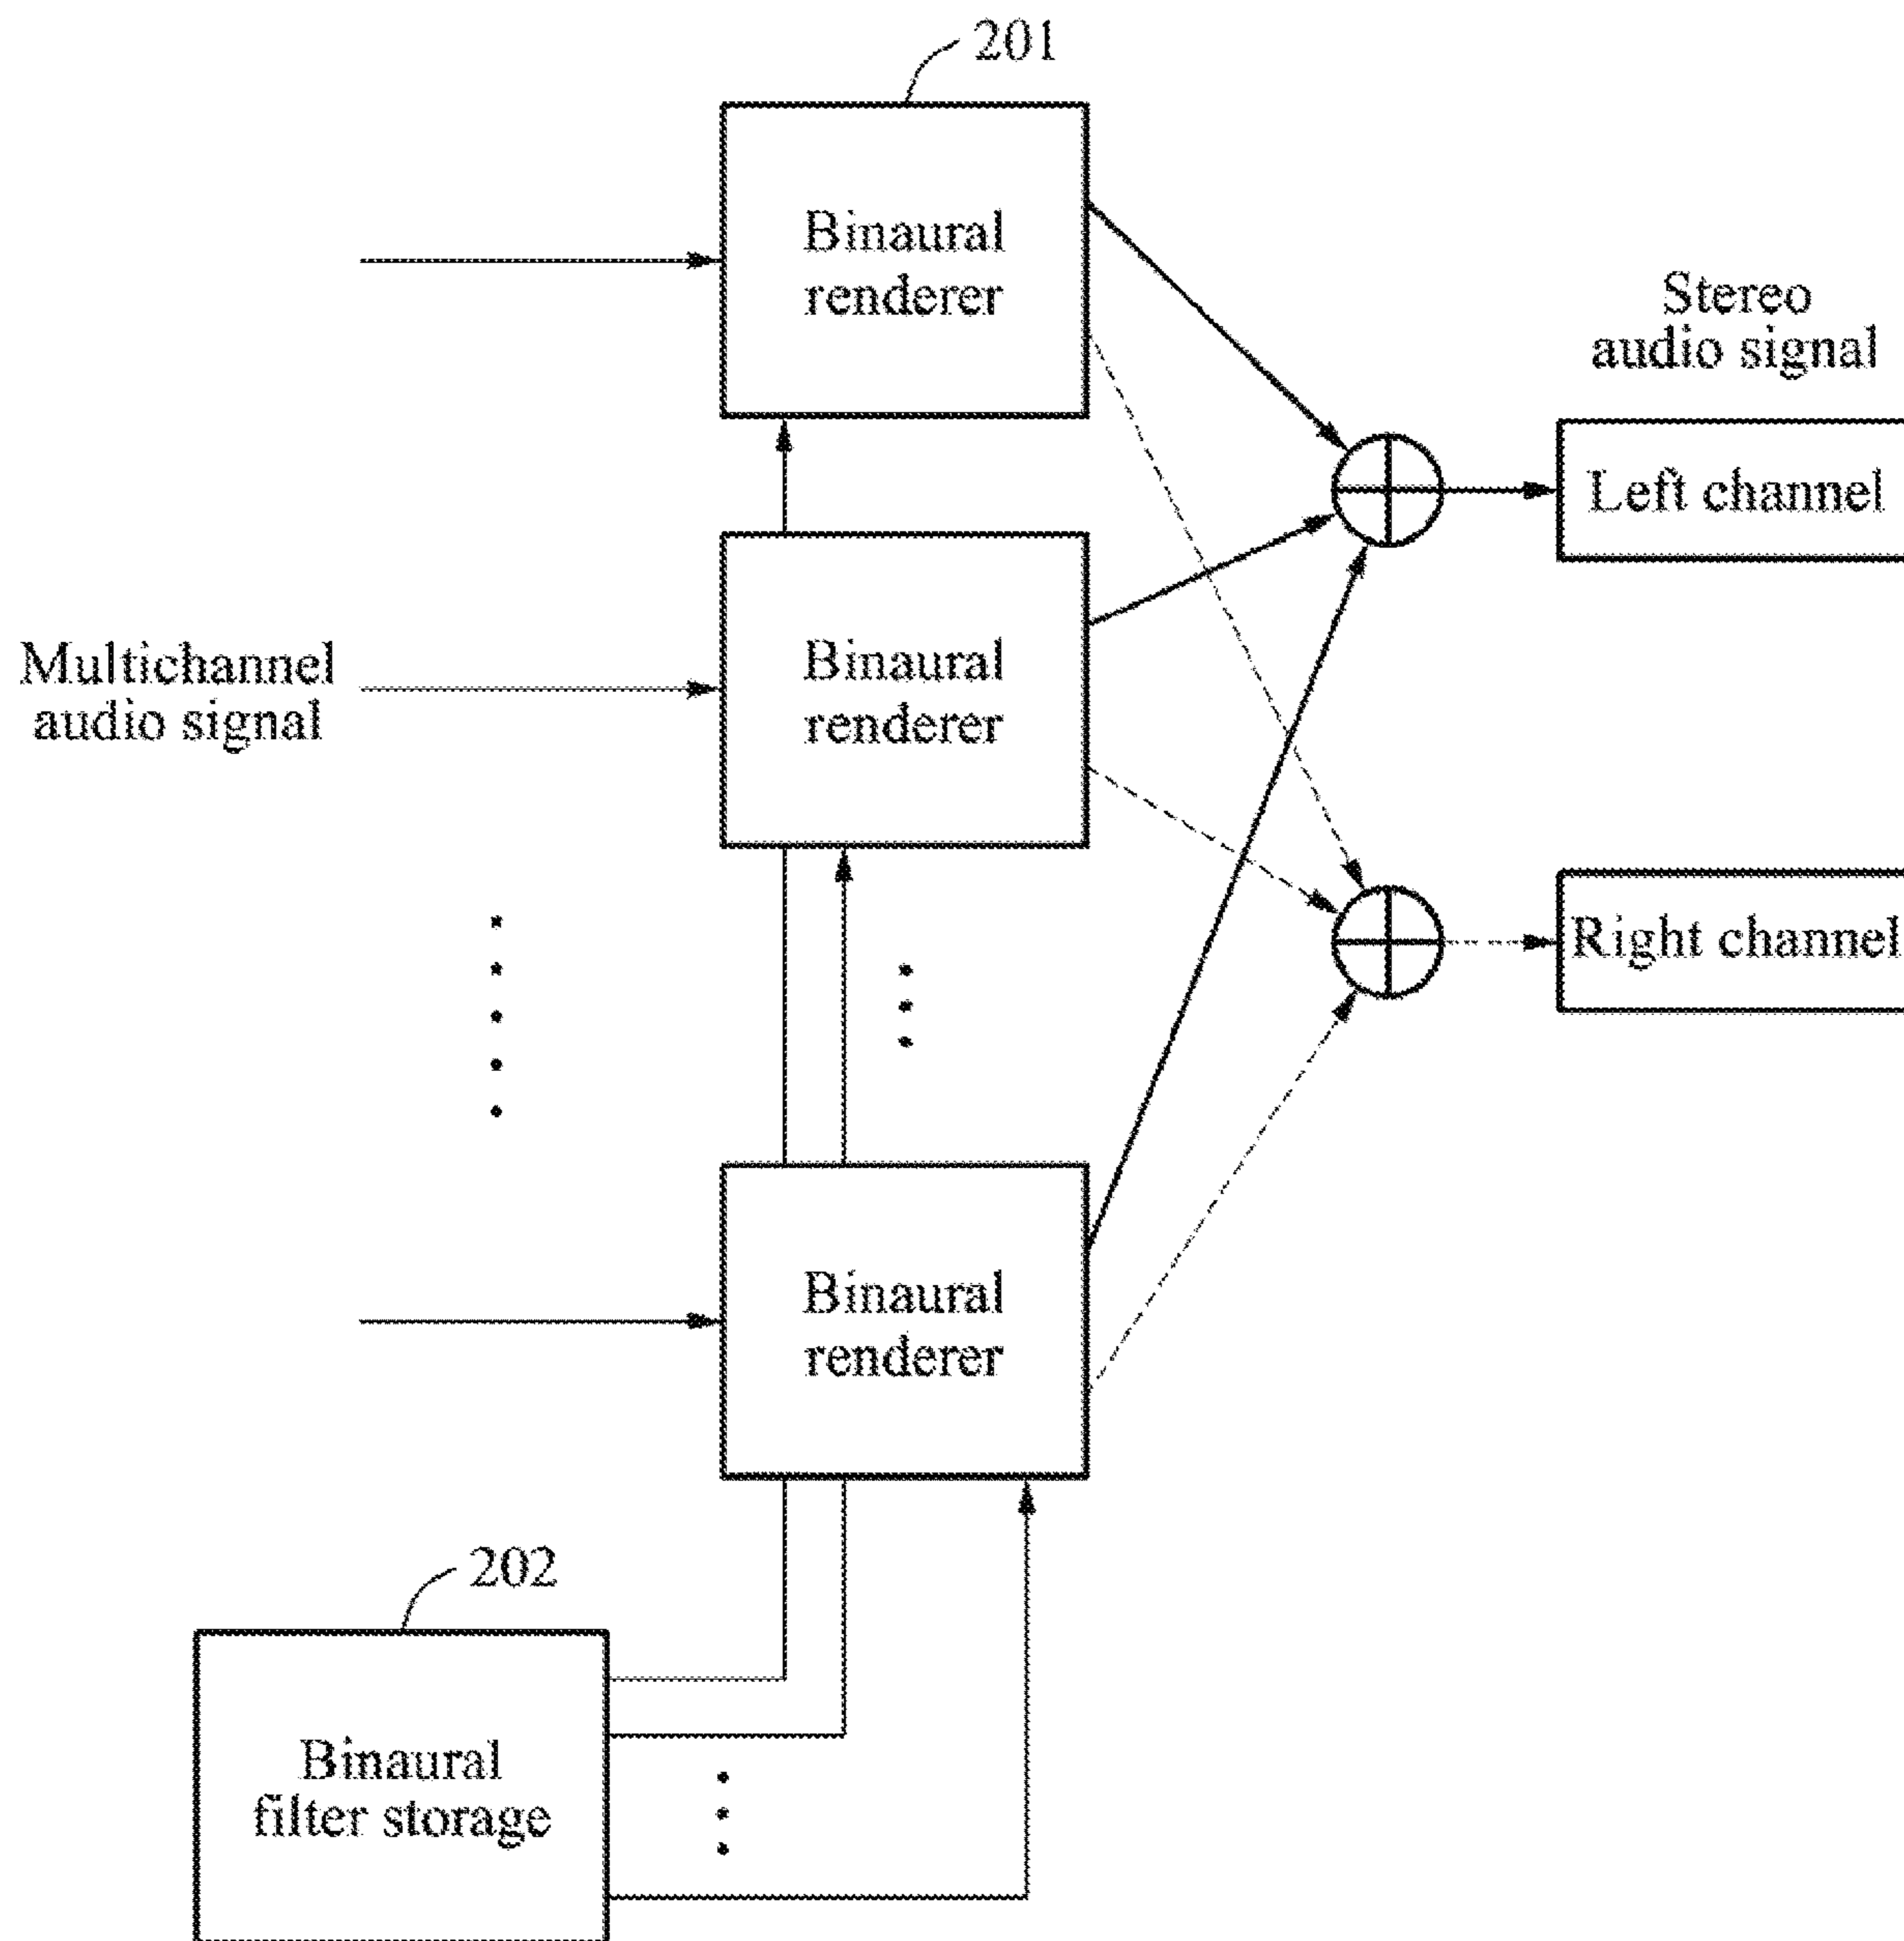 201
Binaural
renderer
Stereo
audio signal
Left channel
Multichannel
audio signal
Binaural
renderer
Right channel
Binaural
renderer
202
Binaural
filter storage